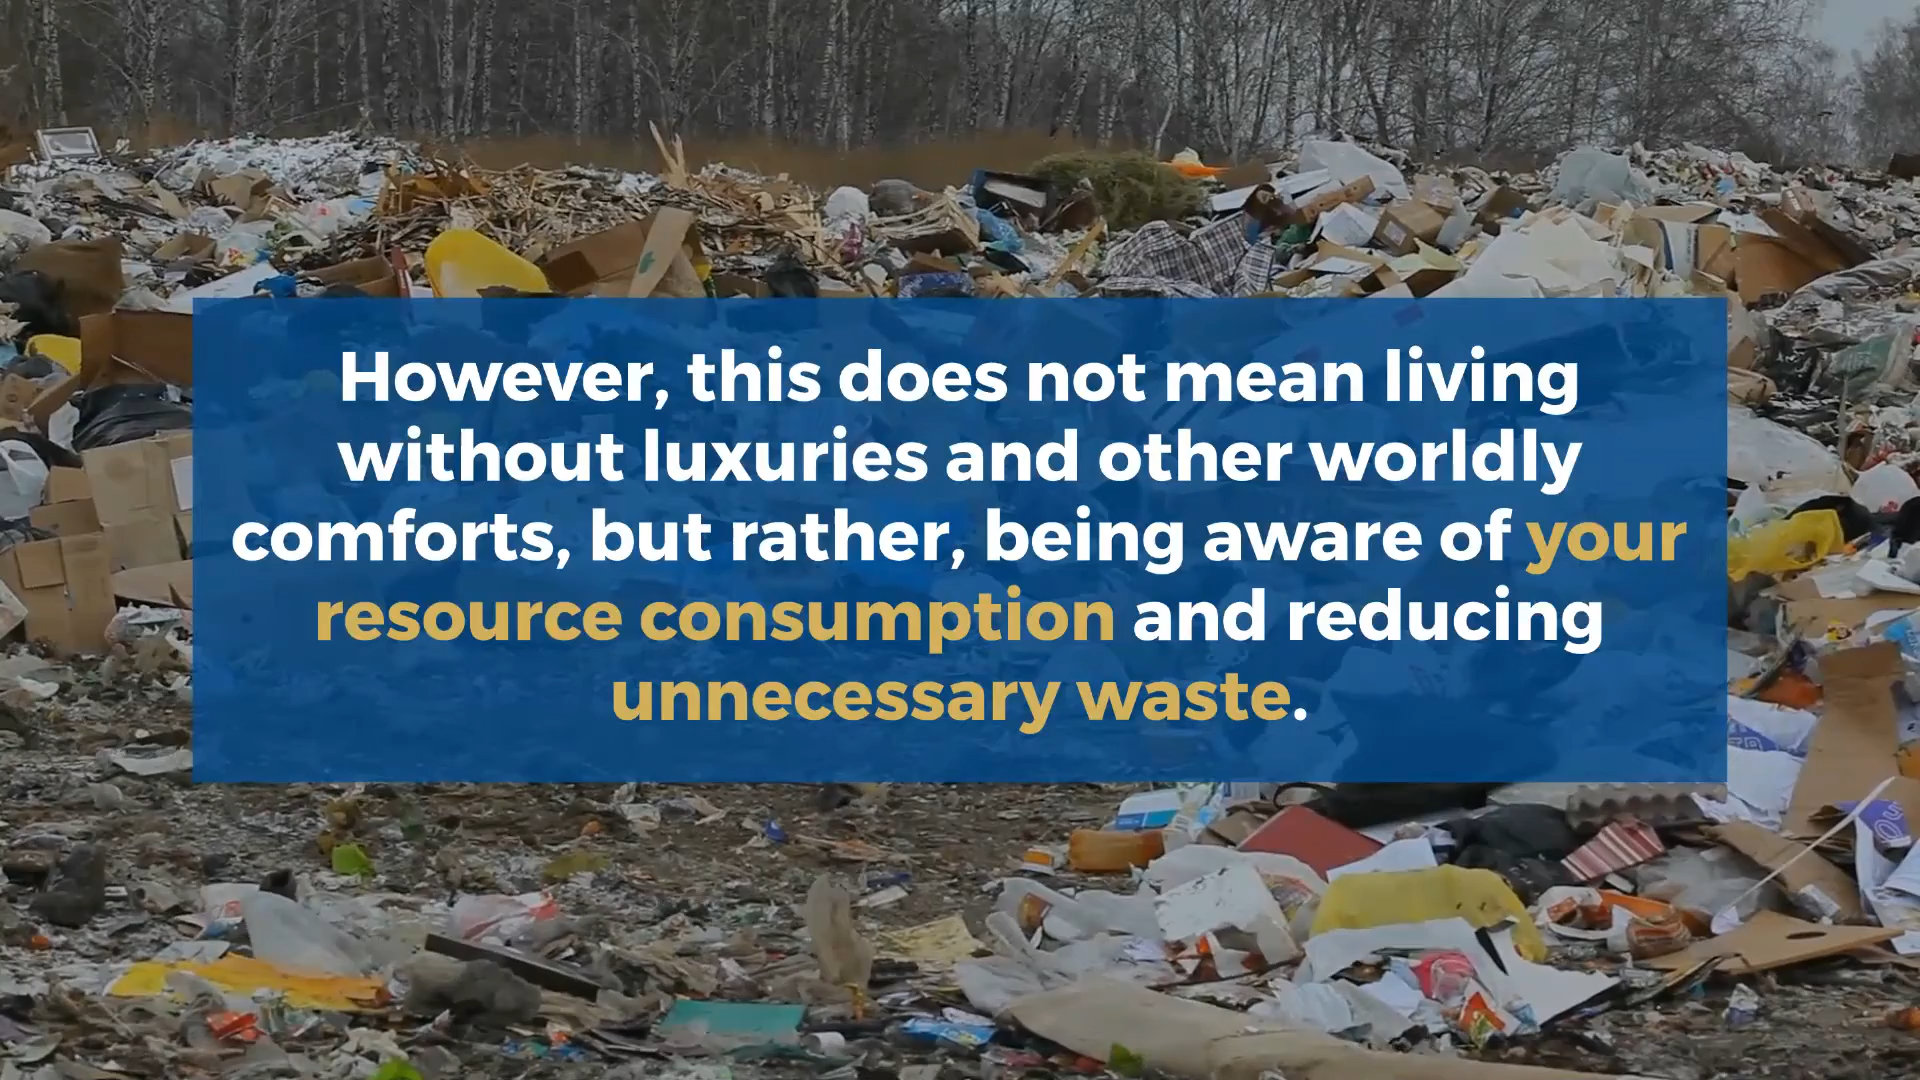 However, this does not mean living
without luxuries and other worldly
comforts, but rather, being aware of your
resource consumption and reducing
unnecessary waste.